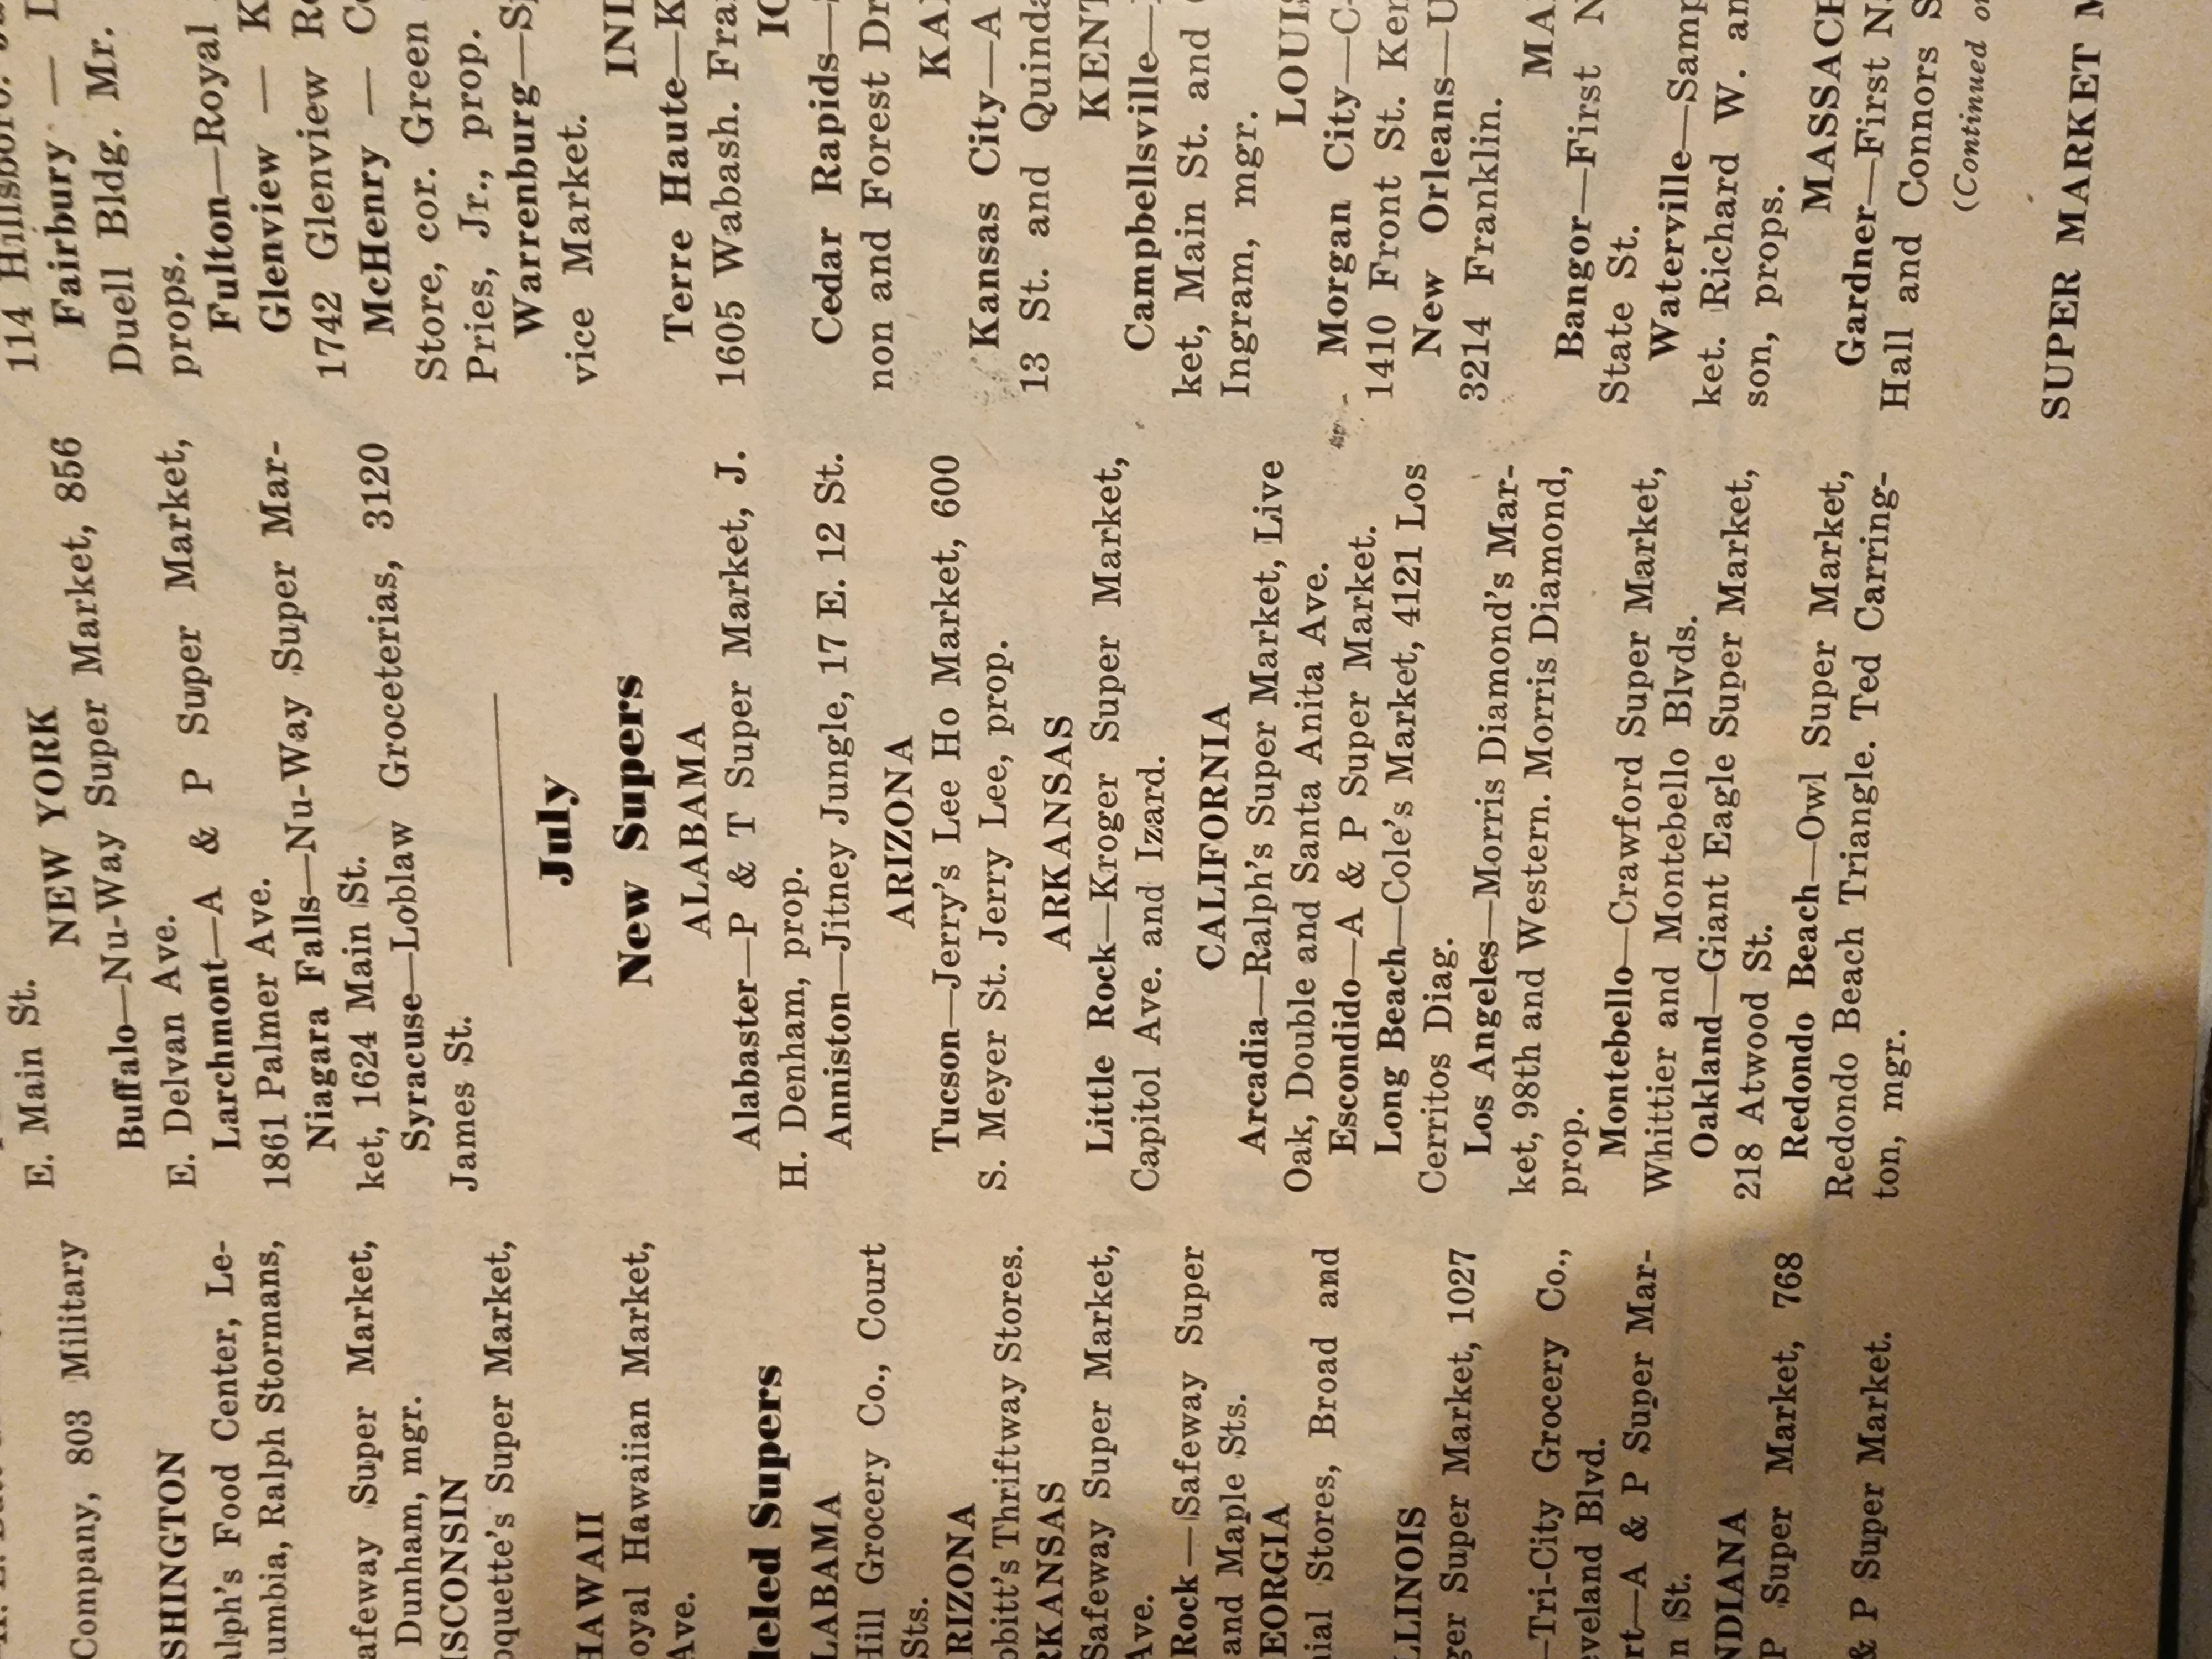 Company, 803 Military
SHINGTON
alph's Food Center, Le-
umbia, Ralph Stormans,
afeway Super Market,
Dunham, mgr.
ISCONSIN
oquette's Super Market,
HAWAII
oyal Hawaiian Market,
Ave.
leled Supers
LABAMA
Hill Grocery Co., Court
Sts.
RIZONA
obitt's Thriftway Stores.
RKANSAS
Safeway Super Market,
Ave.
Rock—Safeway Super
and Maple Sts.
EORGIA
nial Stores, Broad and
LLINOIS
ger Super Market, 1027
—Tri-City Grocery Co.,
eveland Blvd.
rt—A & P Super Mar-
n St.
NDIANA
P Super Market, 768
& P Super Market.
E. Main St.
NEW YORK
Buffalo—Nu-Way Super Market, 856
E. Delvan Ave.
Larchmont—A & P Super Market,
1861 Palmer Ave.
Niagara Falls—Nu-Way Super Mar-
ket, 1624 Main St.
Syracuse—Loblaw Groceterias, 3120
James St.
July
New Supers
ALABAMA
Alabaster—P & T Super Market, J.
H. Denham, prop.
Anniston—Jitney Jungle, 17 E. 12 St.
ARIZONA
Tucson—Jerry's Lee Ho Market, 600
S. Meyer St. Jerry Lee, prop.
ARKANSAS
Little Rock—Kroger Super Market,
Capitol Ave. and Izard.
CALIFORNIA
Arcadia—Ralph's Super Market, Live
Oak, Double and Santa Anita Ave.
Escondido—A & P Super Market.
Long Beach—Cole's Market, 4121 Los
Cerritos Diag.
Los Angeles—Morris Diamond's Mar-
ket, 98th and Western. Morris Diamond,
prop.
Montebello—Crawford Super Market,
Whittier and Montebello Blvds.
Oakland—Giant Eagle Super Market,
218 Atwood St.
Redondo Beach—Owl Super Market,
Redondo Beach Triangle. Ted Carring-
ton, mgr.
114 Hillsboro.
Fairbury —
Duell Bldg. Mr.
props.
Fulton—Royal
Glenview — K
1742 Glenview R
McHenry — C
Store, cor. Green
Pries, Jr., prop.
Warrenburg—S
vice Market.
IND
Terre Haute—K
1605 Wabash. Fra
IO
Cedar Rapids—
non and Forest Dr
KA
Kansas City—A
13 St. and Quinda
KENT
Campbellsville—
ket, Main St. and
Ingram, mgr.
LOUIS
Morgan City—C
1410 Front St. Ker
New Orleans—U
3214 Franklin.
MA
Bangor—First N
State St.
Waterville—Samp
ket. Richard W. an
son, props.
MASSACH
Gardner—First N
Hall and Connors S
(Continued o
SUPER MARKET M